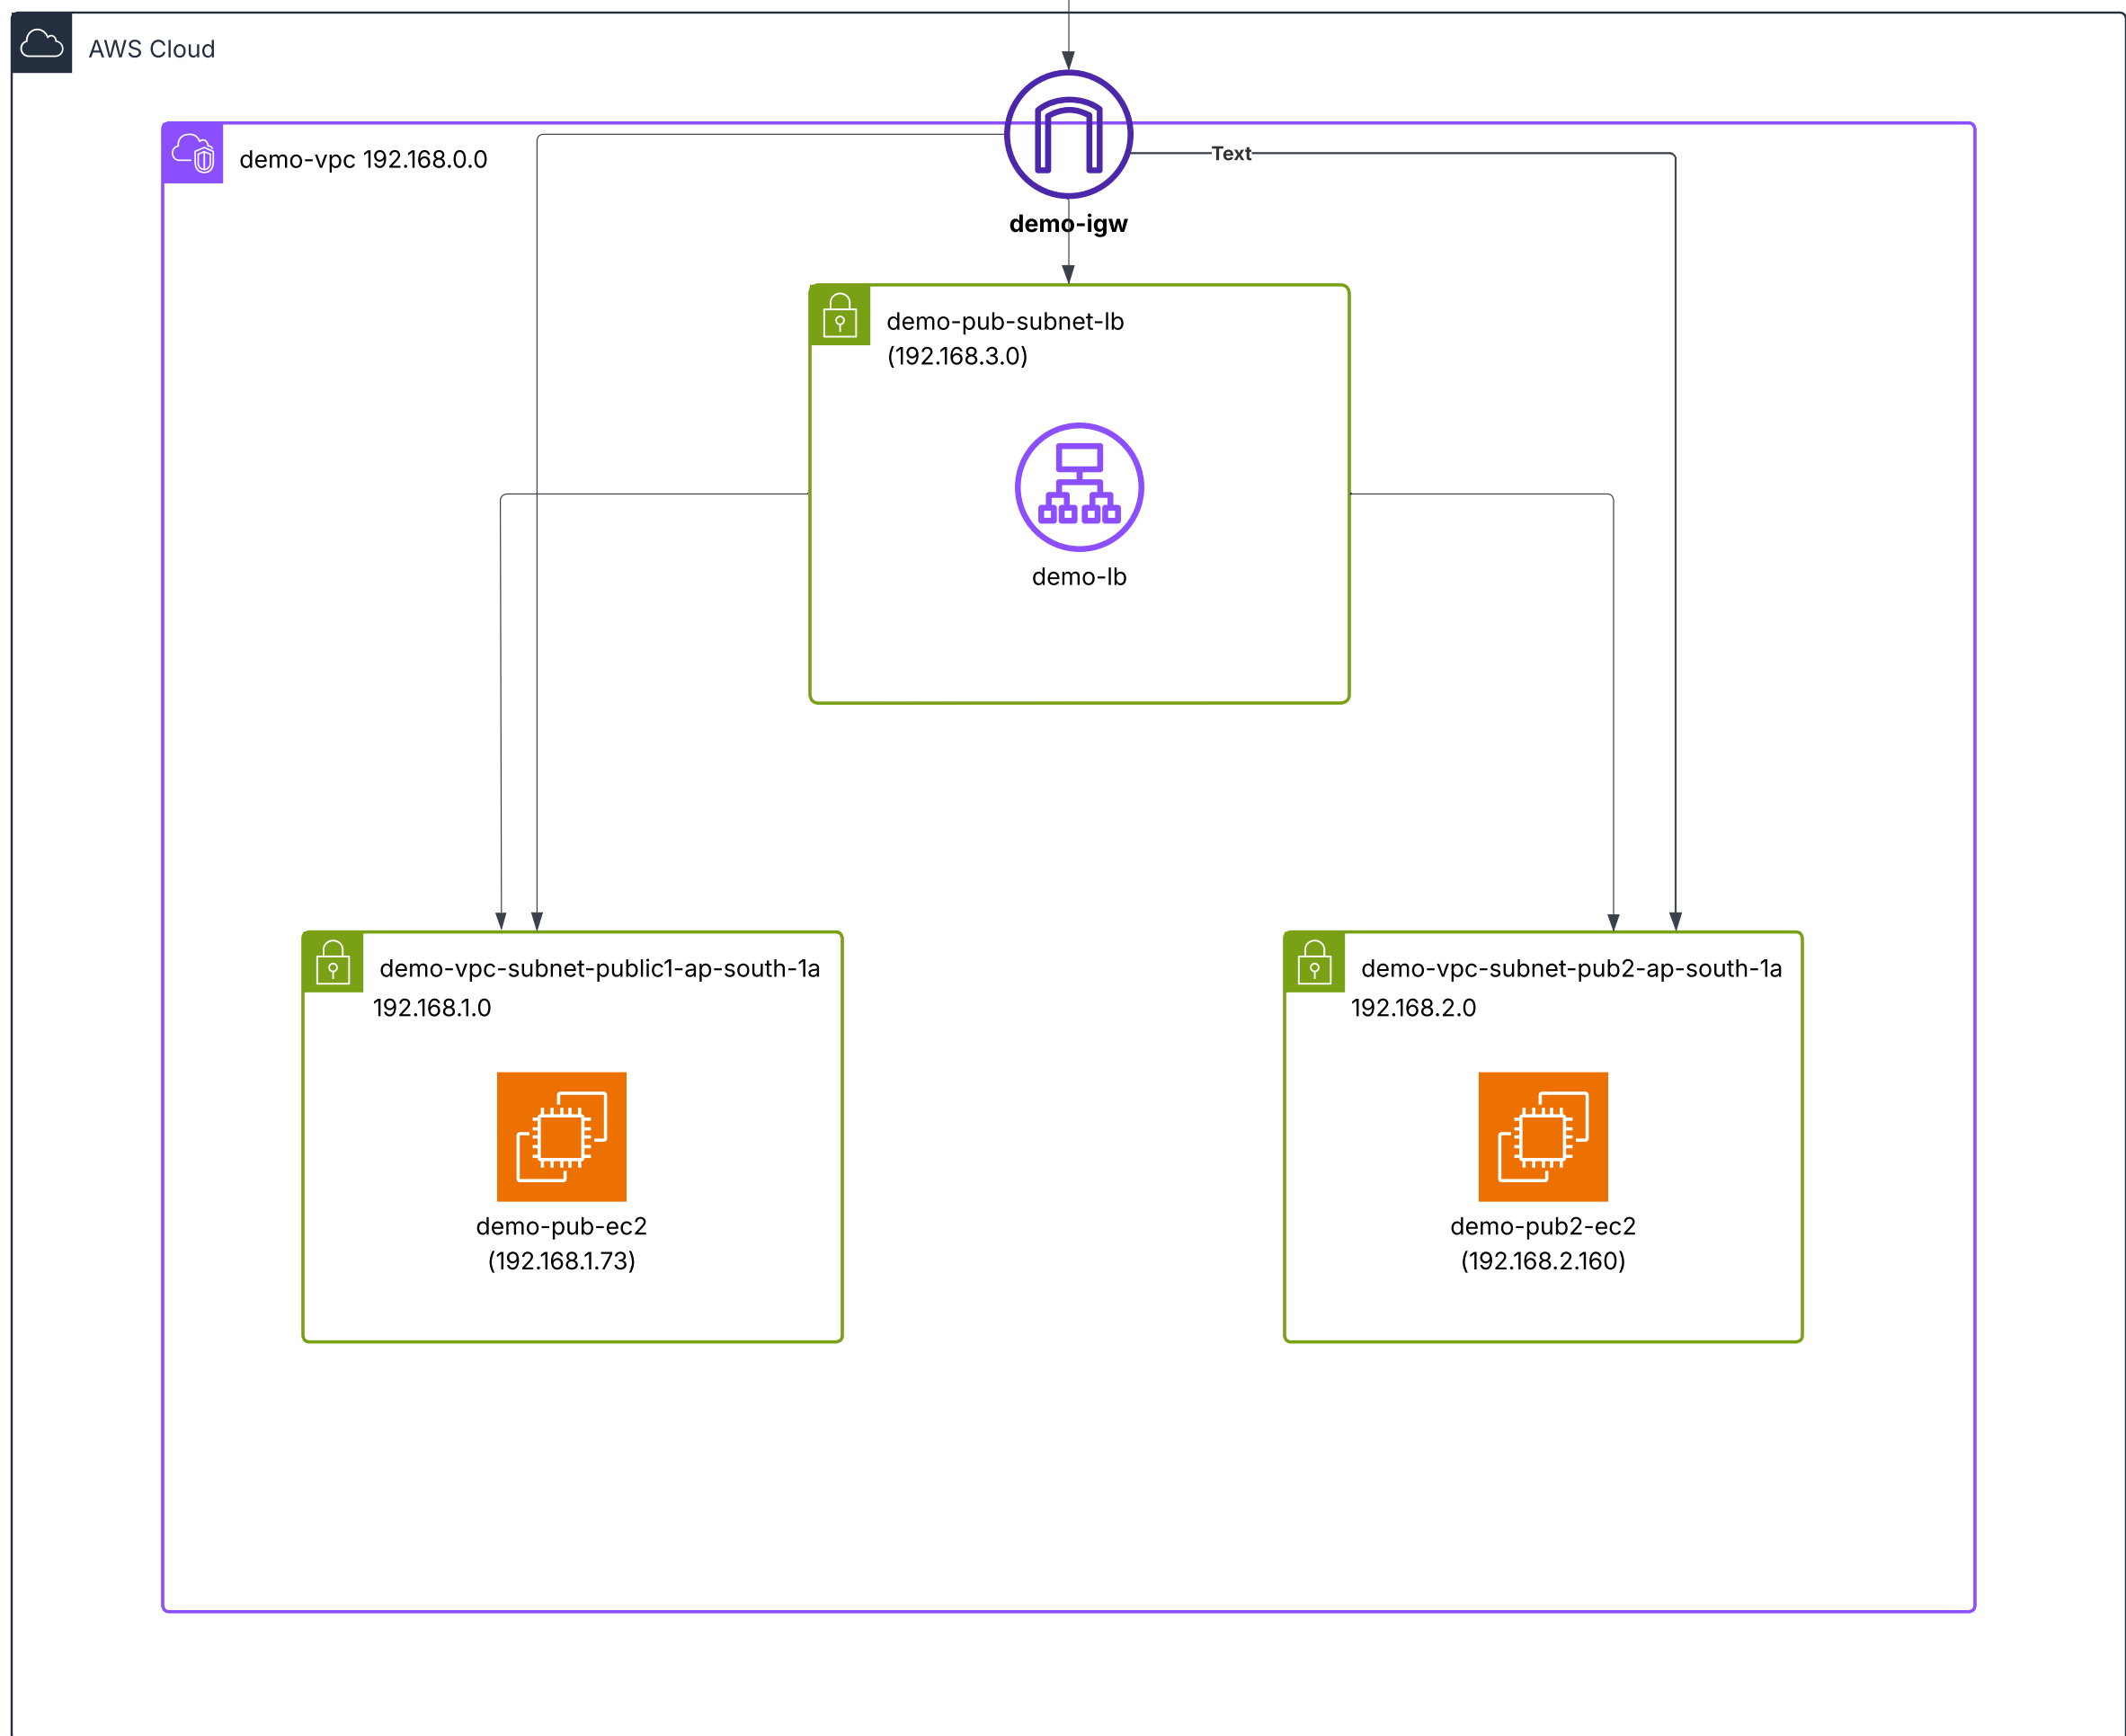 AWS Cloud
demo-vpc 192.168.0.0
Text
demo-igw
demo-pub-subnet-lb
(192.168.3.0)
demo-lb
demo-vpc-subnet-public1-ap-south-1a
192.168.1.0
demo-pub-ec2
(192.168.1.73)
demo-vpc-subnet-pub2-ap-south-1a
192.168.2.0
demo-pub2-ec2
(192.168.2.160)